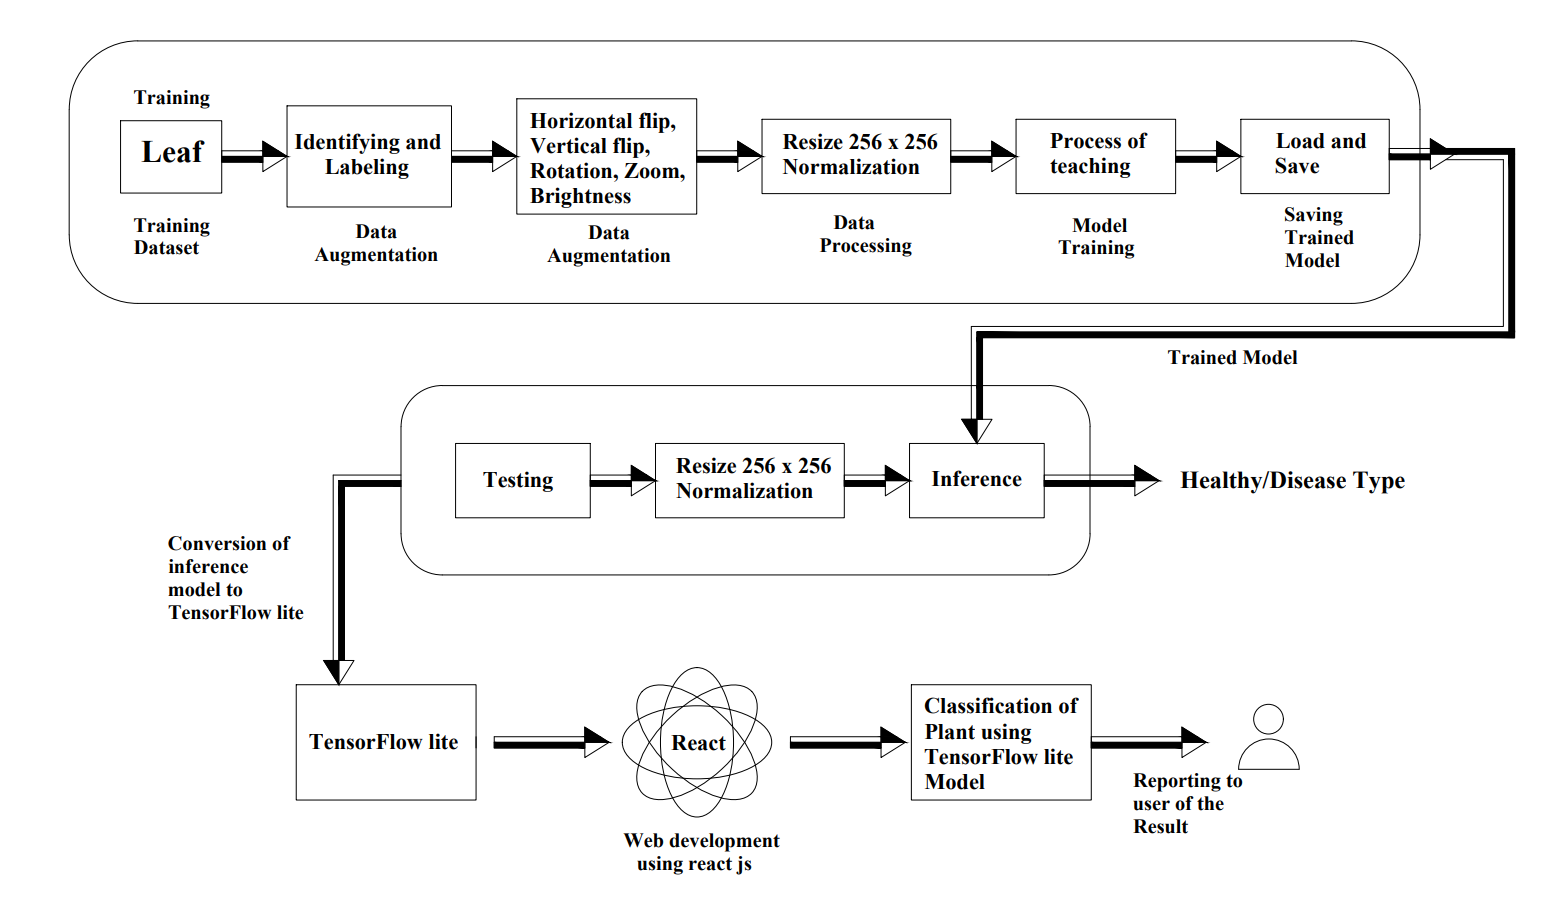 Training
Leaf
Training
Dataset
Identifying and
Labeling
Data
Augmentation
Horizontal flip,
Vertical flip,
Rotation, Zoom,
Brightness
Data
Augmentation
Resize 256 x 256
Normalization
Data
Processing
Process of
teaching
Model
Training
Load and
Save
Saving
Trained
Model
Trained Model
Testing
Resize 256 x 256
Normalization
Inference
Healthy/Disease Type
Conversion of
inference
model to
TensorFlow lite
TensorFlow lite
React
Web development
using react js
Classification of
Plant using
TensorFlow lite
Model
Reporting to
user of the
Result